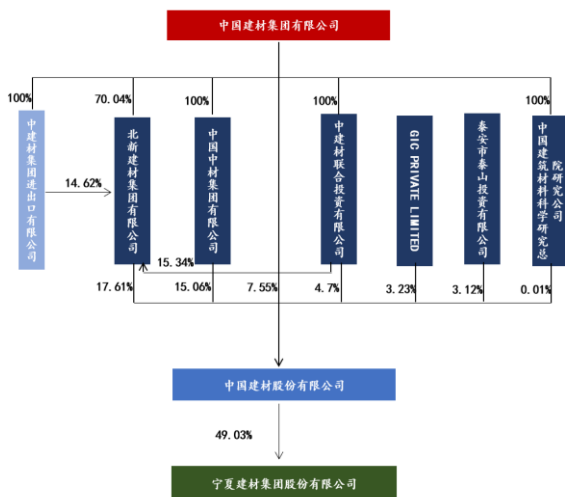 中国建材集团有限公司
100%
70.04%
100%
100%
100%
中建材集团进出口有限公司
14.62%
北新建材集团有限公司
中国中材集团有限公司
中建材联合投资有限公司
GIC PRIVATE LIMITED
泰安市泰山投资有限公司
中国建筑材料科学研究总
院研究公司
15.34%
17.61%
15.06%
7.55%
4.7%
3.23%
3.12%
0.01%
中国建材股份有限公司
49.03%
宁夏建材集团股份有限公司